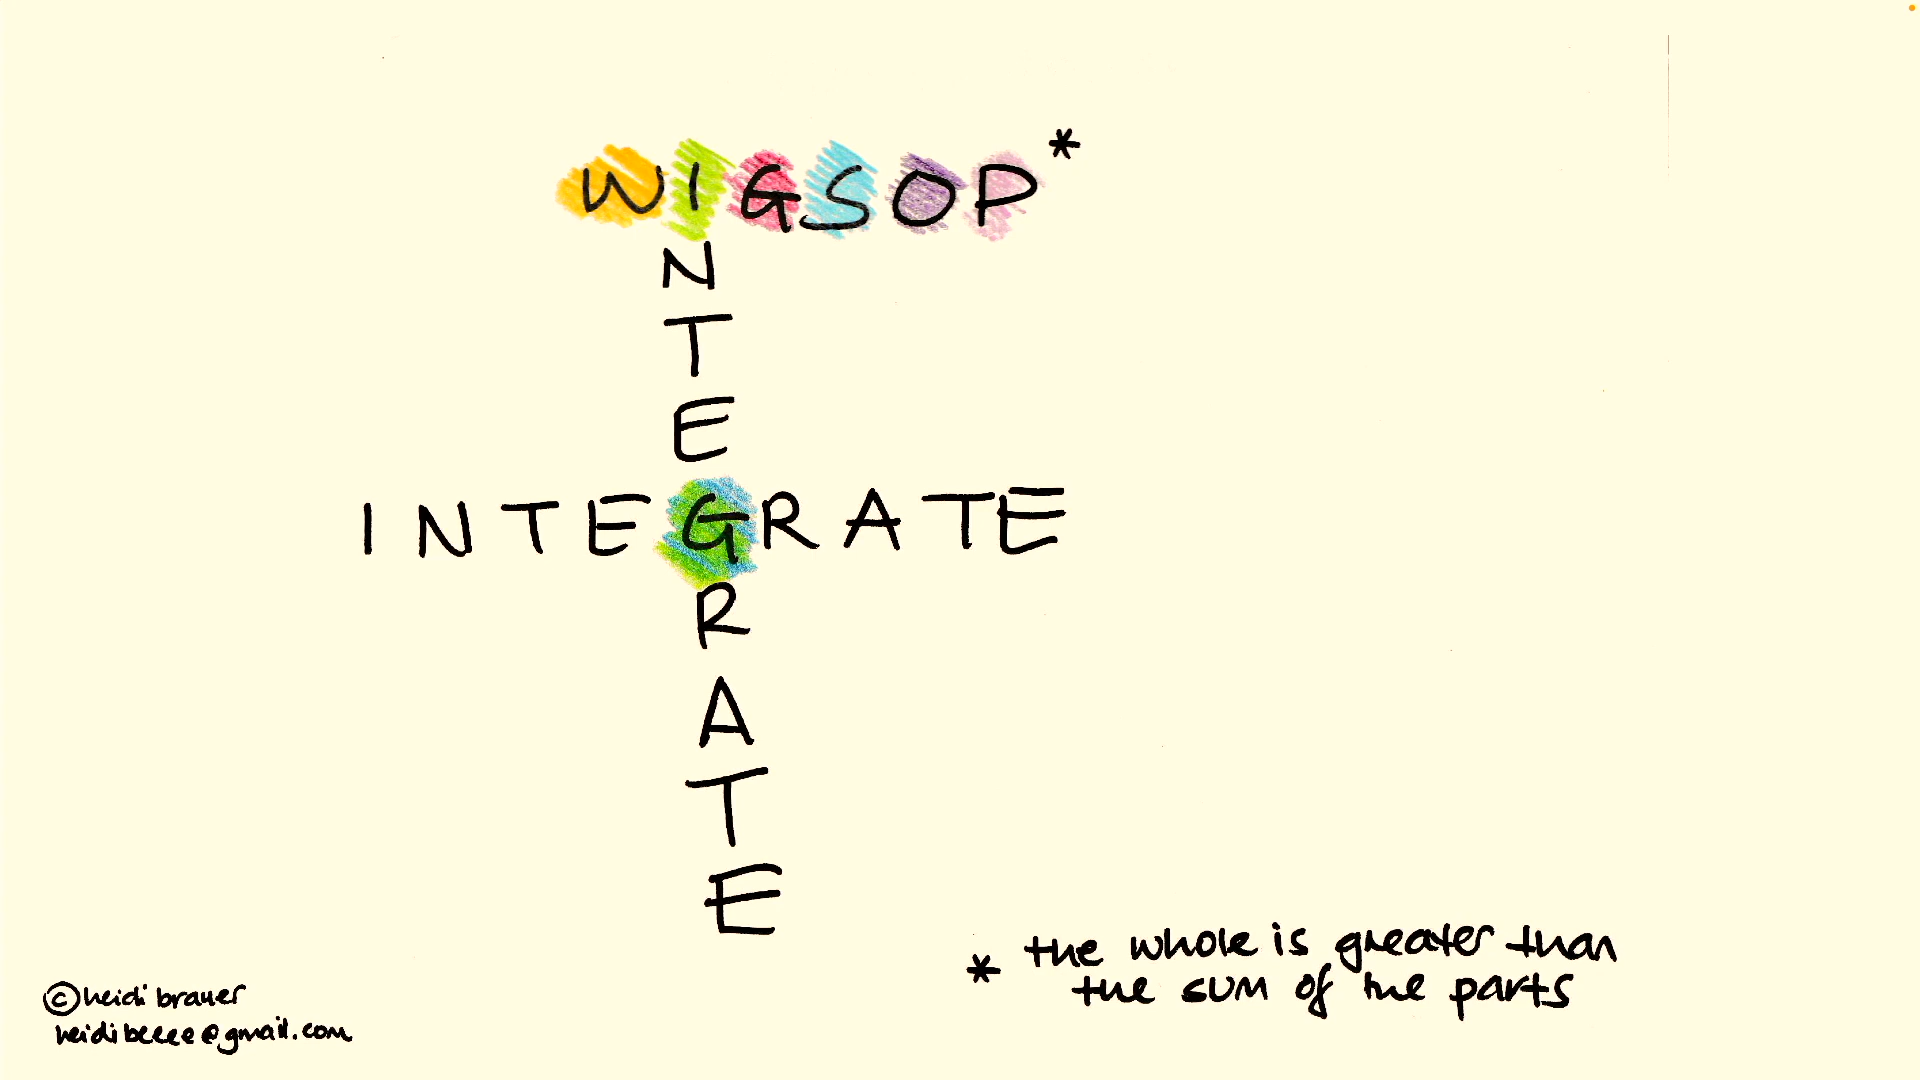 WIGSOP*
N
T
E
INTEGRATE
R
A
T
E
* the whole is greater than
the sum of the parts
© heidi brauer
heidibeeee@gmail.com